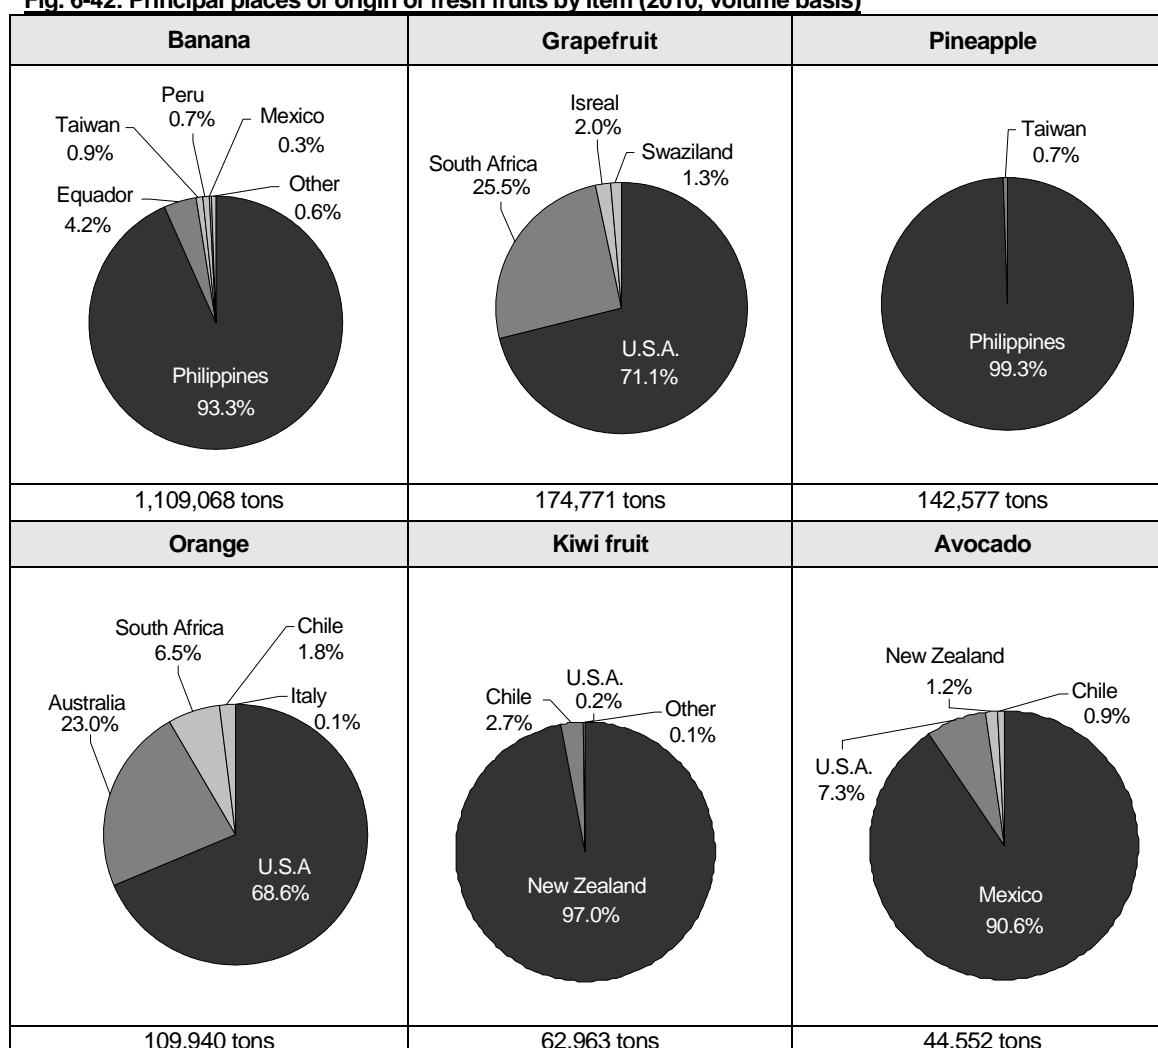 Fig. 6-42: Principal places of origin of fresh fruits by item (2010, volume basis)
Banana
Grapefruit
Pineapple
Peru
0.7%
Mexico
0.3%
Taiwan
0.9%
Other
0.6%
Equador
4.2%
Philippines
93.3%
Isreal
2.0%
Swaziland
1.3%
South Africa
25.5%
U.S.A.
71.1%
Taiwan
0.7%
Philippines
99.3%
1,109,068 tons
174,771 tons
142,577 tons
Orange
Kiwi fruit
Avocado
South Africa
6.5%
Chile
1.8%
Italy
0.1%
Australia
23.0%
U.S.A
68.6%
U.S.A.
0.2%
Chile
2.7%
Other
0.1%
New Zealand
97.0%
New Zealand
1.2%
Chile
0.9%
U.S.A.
7.3%
Mexico
90.6%
109,940 tons
62,963 tons
44,552 tons